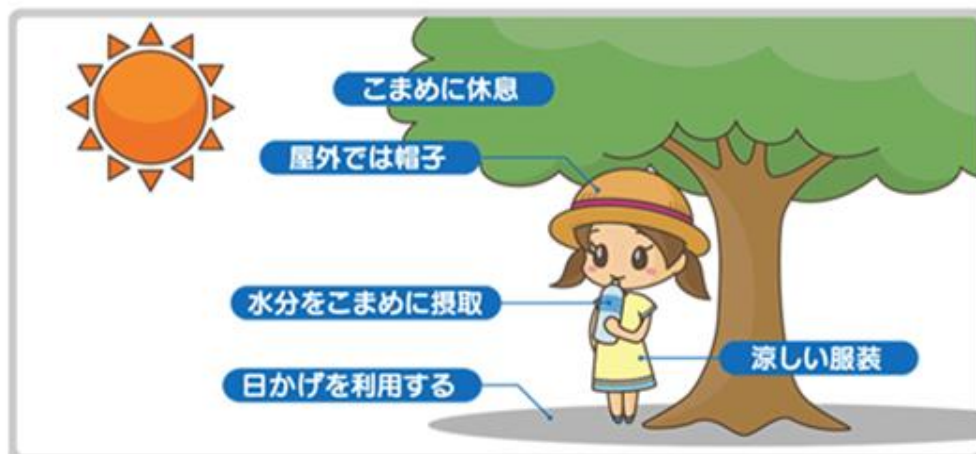 こまめに休息
屋外では帽子
水分をこまめに摂取
涼しい服装
日かげを利用する